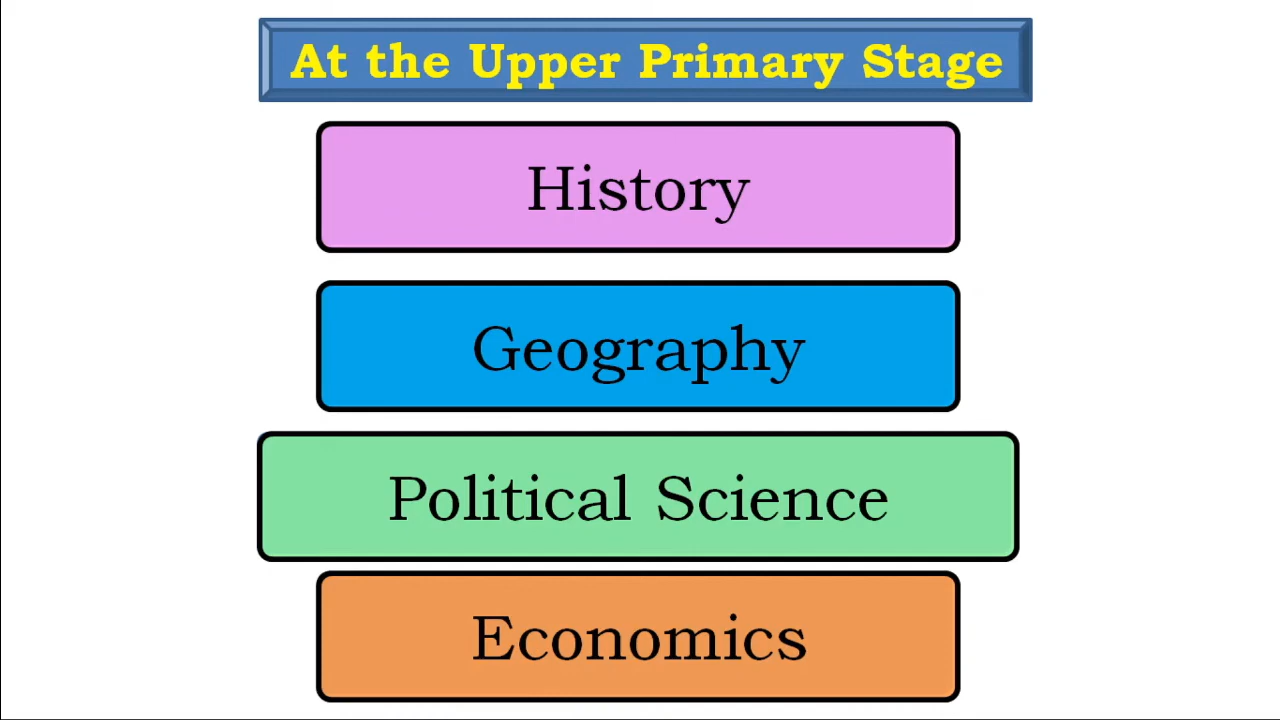 At the Upper Primary Stage
History
Geography
Political Science
Economics